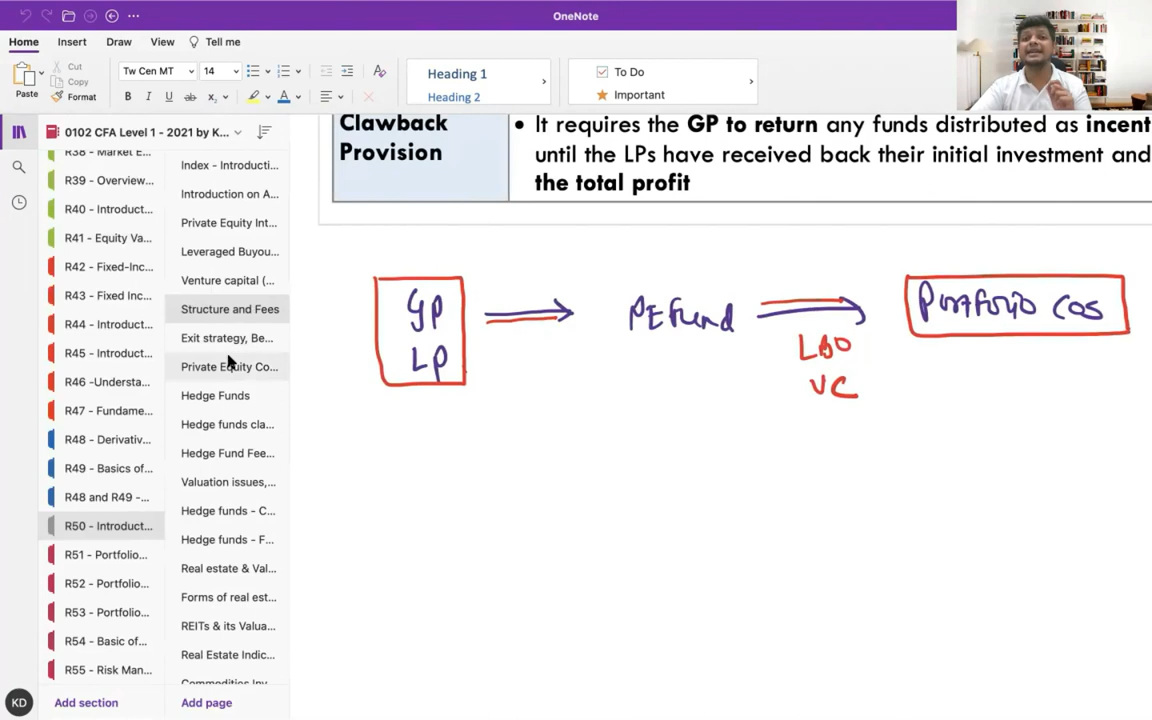 OneNote
Home Insert Draw View Tell me
Paste
Cut
Copy
Format
Tw Cen MT 14
B I U ab x₂ A
Heading 1
Heading 2
To Do
Important
0102 CFA Level 1 - 2021 by K...
R38 - Market E...
R39 - Overview...
R40 - Introduct...
R41 - Equity Va...
R42 - Fixed-Inc...
R43 - Fixed Inc...
R44 - Introduct...
R45 - Introduct...
R46 -Understa...
R47 - Fundame...
R48 - Derivativ...
R49 - Basics of...
R48 and R49 -...
R50 - Introduct...
R51 - Portfolio...
R52 - Portfolio...
R53 - Portfolio...
R54 - Basic of...
R55 - Risk Man...
Index - Introducti...
Introduction on A...
Private Equity Int...
Leveraged Buyou...
Venture capital (...
Structure and Fees
Exit strategy, Be...
Private Equity Co...
Hedge Funds
Hedge funds cla...
Hedge Fund Fee...
Valuation issues,...
Hedge funds - C...
Hedge funds - F...
Real estate & Val...
Forms of real est...
REITs & its Valua...
Real Estate Indic...
Commodities Inv...
KD
Add section
Add page
Clawback
Provision
• It requires the GP to return any funds distributed as incent
until the LPs have received back their initial investment and
the total profit
GP
LP
PE Fund
LBO
VC
Portfolio Cos